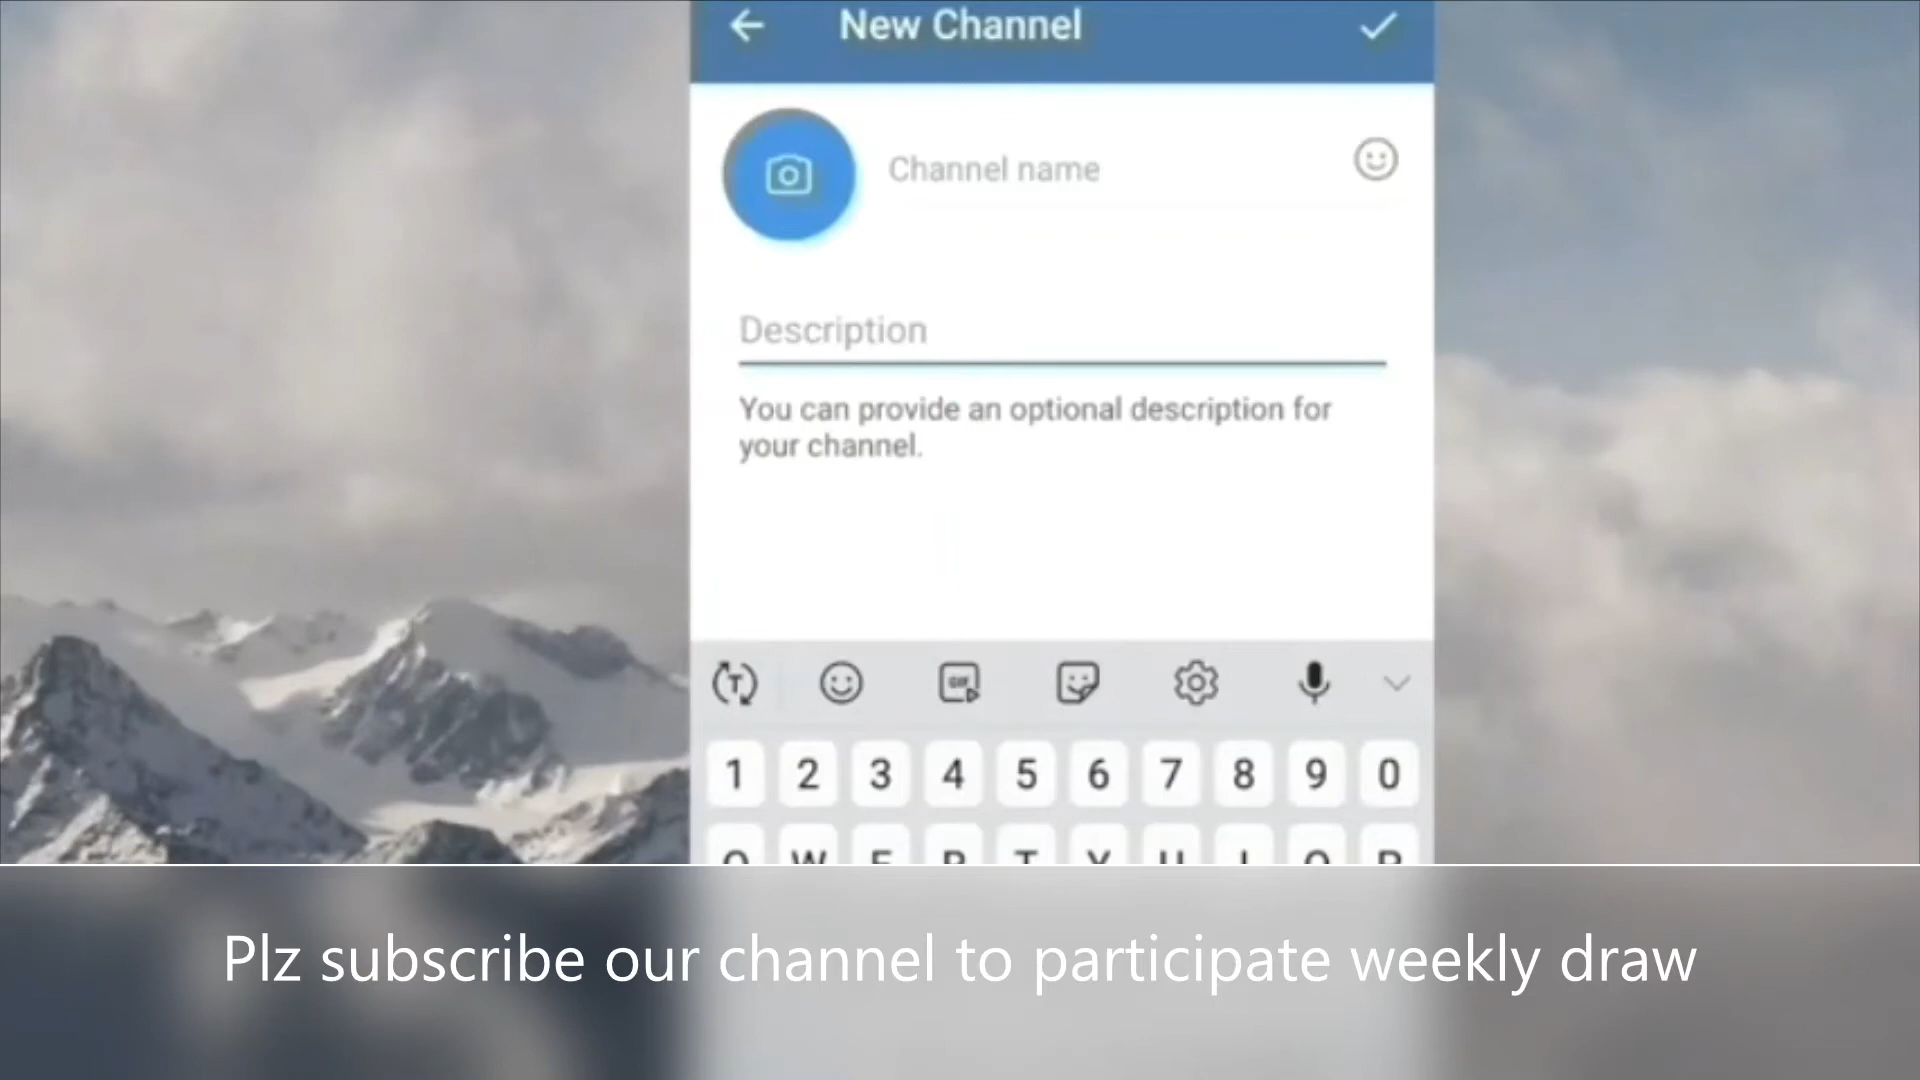 New Channel
Channel name
Description
You can provide an optional description for
your channel.
T
GIF
1 2 3 4 5 6 7 8 9 0
Q W E R T Y U I O P
Plz subscribe our channel to participate weekly draw